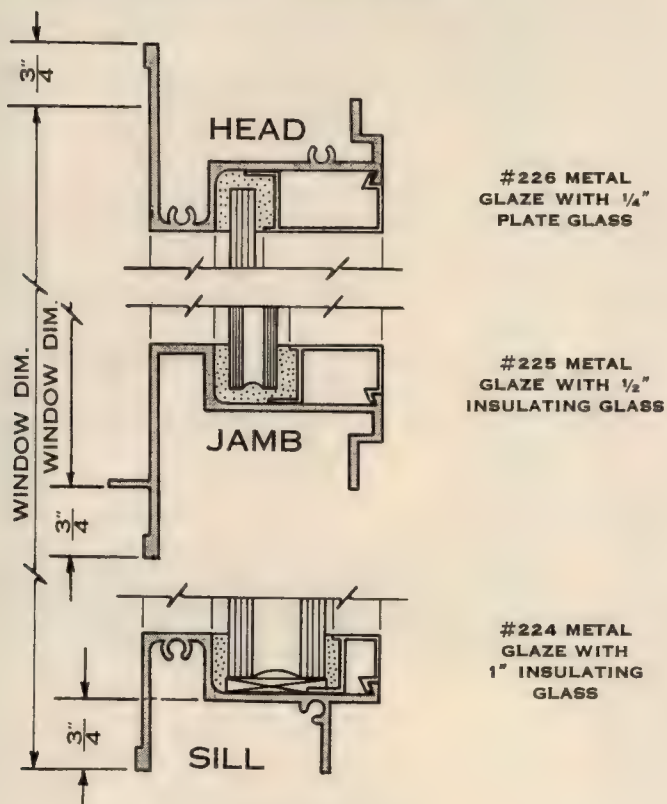 3"
4
HEAD
#226 METAL
GLAZE WITH 1/4"
PLATE GLASS
WINDOW DIM.
WINDOW DIM.
#225 METAL
GLAZE WITH 1/2"
INSULATING GLASS
JAMB
3"
4
#224 METAL
GLAZE WITH
1" INSULATING
GLASS
3"
4
SILL